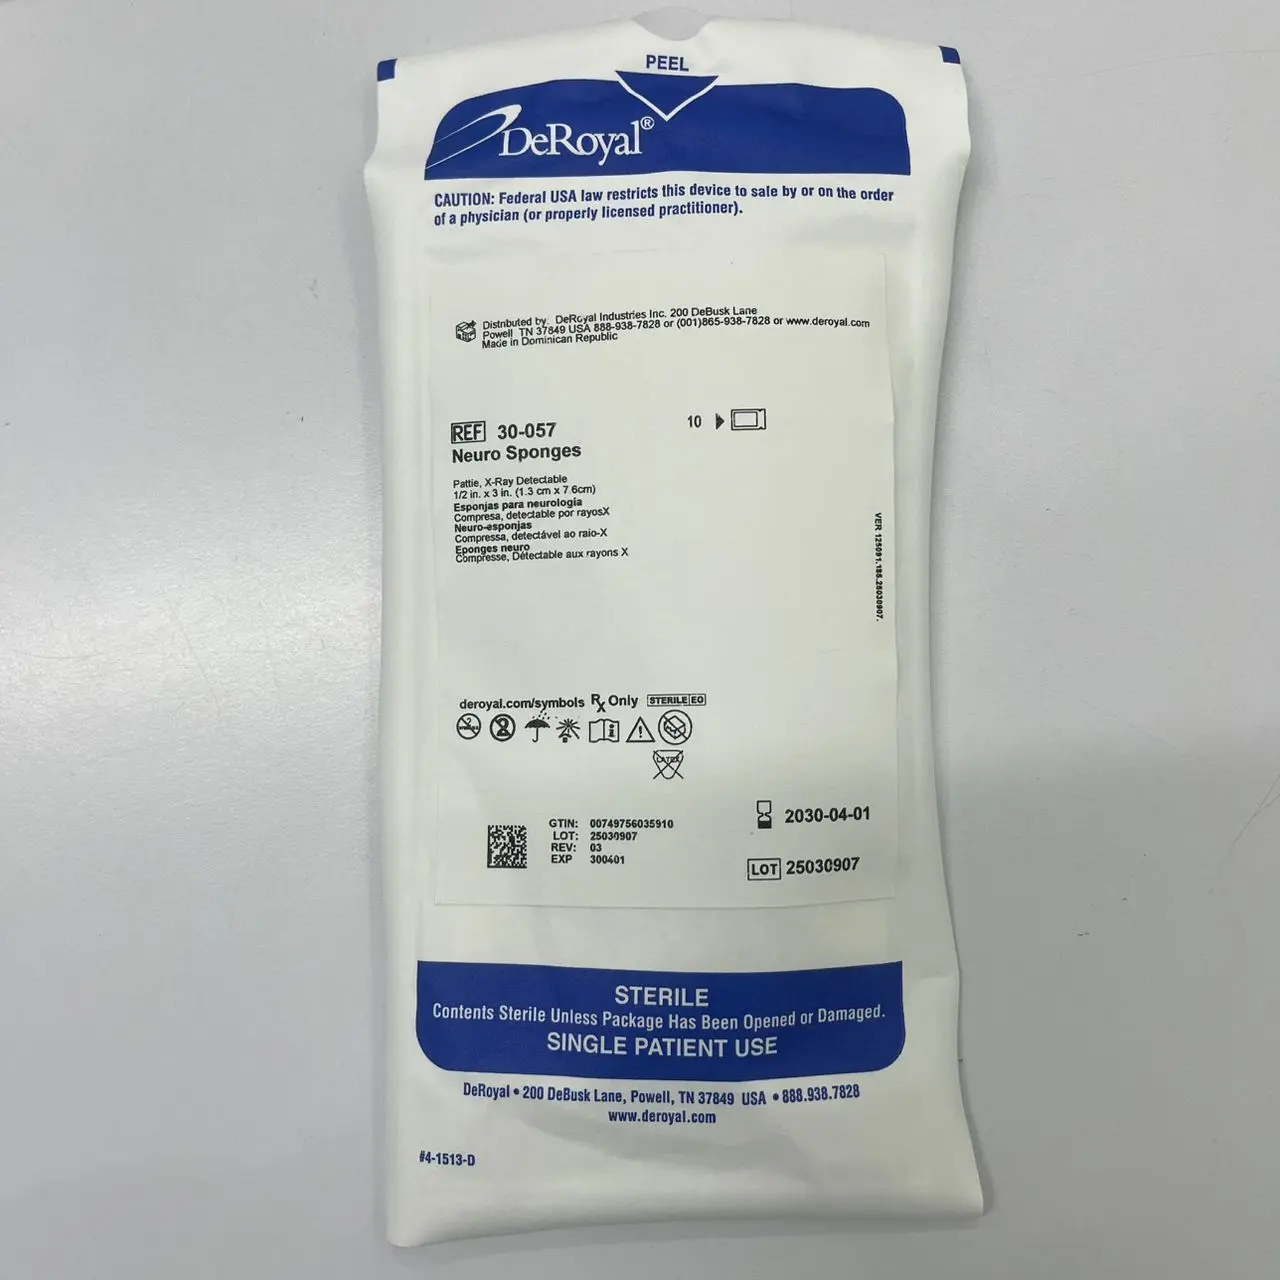 PEEL
DeRoyal®
CAUTION: Federal USA law restricts this device to sale by or on the order
of a physician (or properly licensed practitioner).
Distributed by: DeRoyal Industries Inc. 200 DeBusk Lane
Powell TN 37849 USA 888-938-7828 or (001)865-938-7828 or www.deroyal.com
Made in Dominican Republic
REF 30-057
10
Neuro Sponges
Pattie, X-Ray Detectable
1/2 in. x 3 in. (1.3 cm x 7.6cm)
Esponjas para neurología
Compresa, detectable por rayosX
Neuro-esponjas
Compressa, detectável ao raio-X
Eponges neuro
Compresse, Détectable aux rayons X
VER 125091.185.25030907.
deroyal.com/symbols Rx Only STERILE EO
LATEX
GTIN: 00749756035910
LOT: 25030907
REV: 03
EXP 300401
2030-04-01
LOT 25030907
STERILE
Contents Sterile Unless Package Has Been Opened or Damaged.
SINGLE PATIENT USE
DeRoyal • 200 DeBusk Lane, Powell, TN 37849 USA • 888.938.7828
www.deroyal.com
#4-1513-D